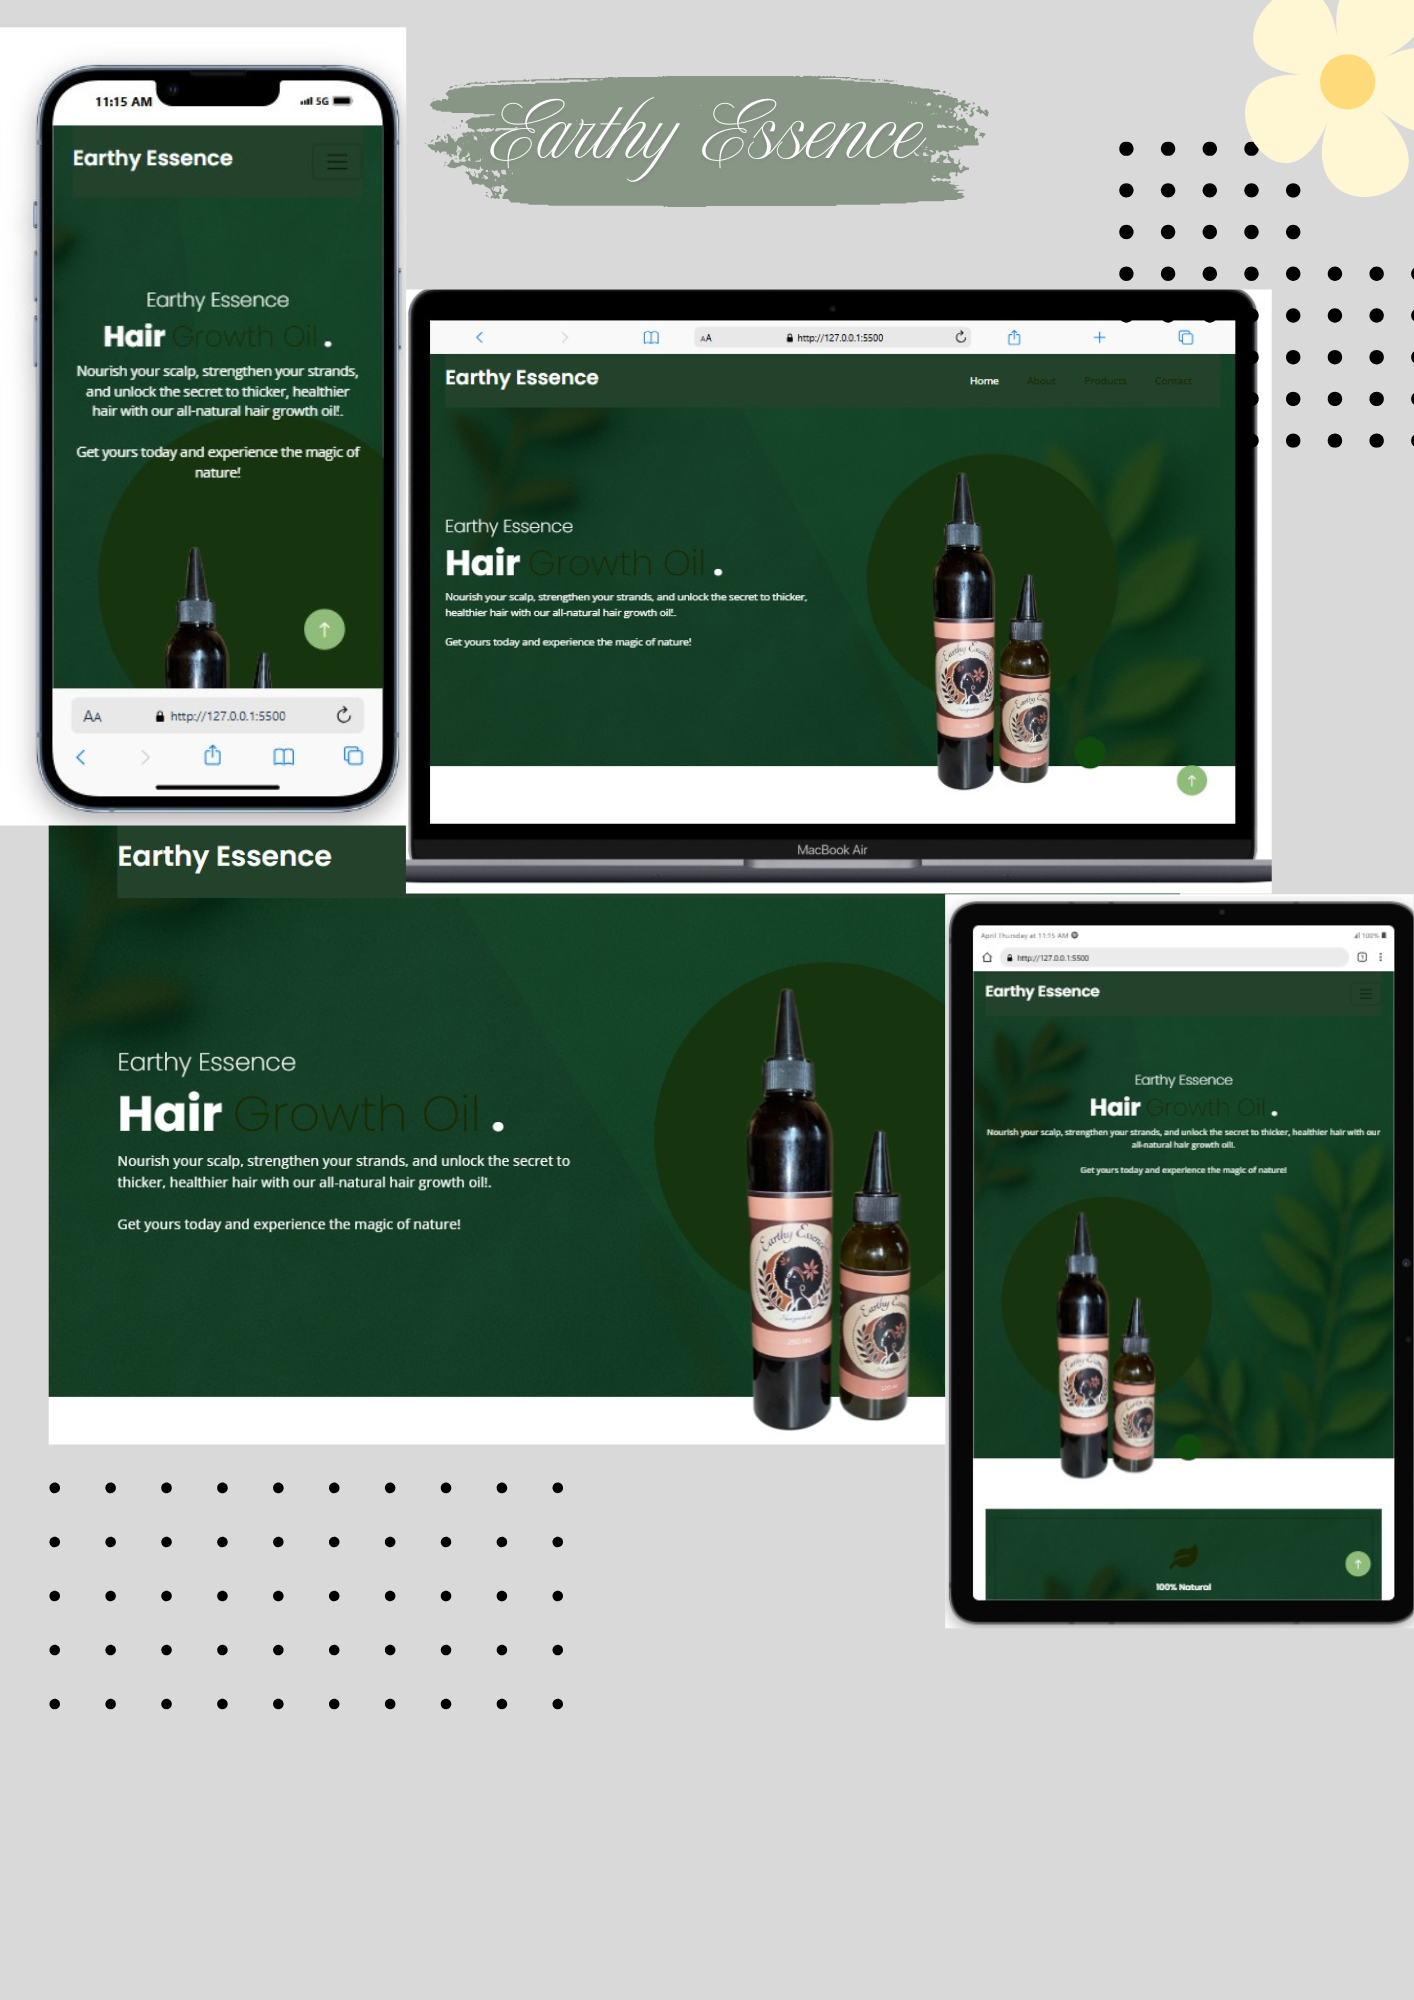 Earthy Essence
11:15 AM
5G
Earthy Essence
Earthy Essence
Hair Growth Oil .
Nourish your scalp, strengthen your strands,
and unlock the secret to thicker, healthier
hair with our all-natural hair growth oil!.
Get yours today and experience the magic of
nature!
AA http://127.0.0.1:5500
AA http://127.0.0.1:5500
Earthy Essence
Home About Products Contact
Earthy Essence
Hair Growth Oil .
Nourish your scalp, strengthen your strands, and unlock the secret to thicker,
healthier hair with our all-natural hair growth oil!.
Get yours today and experience the magic of nature!
Earthy Essence
MacBook Air
Earthy Essence
Earthy Essence
Hair Growth Oil .
Nourish your scalp, strengthen your strands, and unlock the secret to
thicker, healthier hair with our all-natural hair growth oil!.
Get yours today and experience the magic of nature!
Earthy Essence
Earthy
April Thursday at 11:15 AM
100%
http://127.0.0.1:5500
Earthy Essence
Earthy Essence
Hair Growth Oil .
Nourish your scalp, strengthen your strands, and unlock the secret to thicker, healthier hair with our
all-natural hair growth oil!.
Get yours today and experience the magic of nature!
100% Natural